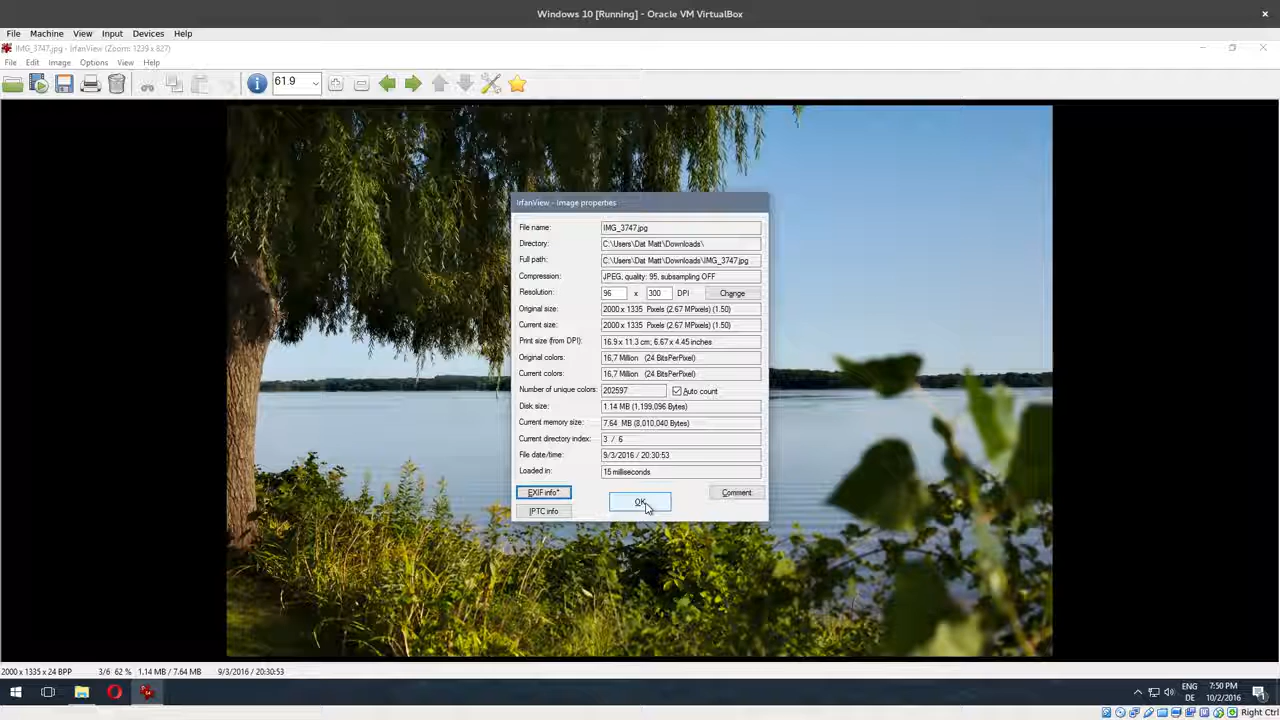 Windows 10 [Running] - Oracle VM VirtualBox
File Machine View Input Devices Help
IMG_3747.jpg - IrfanView (Zoom: 1239 x 827)
File Edit Image Options View Help
61.9
IrfanView - Image properties
File name: IMG_3747.jpg
Directory: C:\Users\Dat Matt\Downloads\
Full path: C:\Users\Dat Matt\Downloads\IMG_3747.jpg
Compression: JPEG, quality: 95, subsampling OFF
Resolution: 96 x 300 DPI Change
Original size: 2000 x 1335 Pixels (2.67 MPixels) (1.50)
Current size: 2000 x 1335 Pixels (2.67 MPixels) (1.50)
Print size (from DPI): 16.9 x 11.3 cm; 6.67 x 4.45 inches
Original colors: 16,7 Million (24 BitsPerPixel)
Current colors: 16,7 Million (24 BitsPerPixel)
Number of unique colors: 202597 Auto count
Disk size: 1.14 MB (1,199,096 Bytes)
Current memory size: 7.64 MB (8,010,040 Bytes)
Current directory index: 3 / 6
File date/time: 9/3/2016 / 20:30:53
Loaded in: 15 milliseconds
EXIF info* OK Comment
IPTC info
2000 x 1335 x 24 BPP 3/6 62 % 1.14 MB / 7.64 MB 9/3/2016 / 20:30:53
ENG 7:50 PM
DE 10/2/2016
Right Ctrl